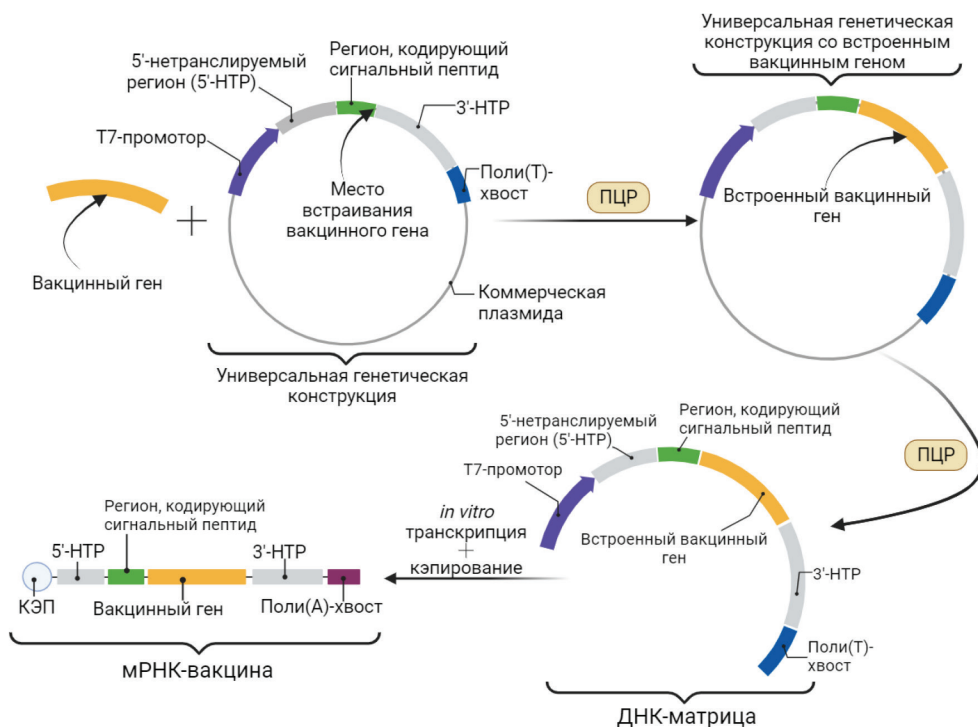 5'-нетранслируемый
регион (5'-НТР)
Регион, кодирующий
сигнальный пептид
3'-НТР
Т7-промотор
Поли(Т)-
хвост
Место
встраивания
вакцинного гена
Вакцинный ген
Коммерческая
плазмида
Универсальная генетическая
конструкция
ПЦР
Универсальная генетическая
конструкция со встроенным
вакцинным геном
Встроенный вакцинный
ген
ПЦР
5'-нетранслируемый
регион (5'-НТР)
Регион, кодирующий
сигнальный пептид
Т7-промотор
Встроенный вакцинный
ген
3'-НТР
Поли(Т)-
хвост
ДНК-матрица
in vitro
транскрипция
+
кэпирование
Регион, кодирующий
сигнальный пептид
5'-НТР
3'-НТР
КЭП
Вакцинный ген
Поли(А)-хвост
мРНК-вакцина